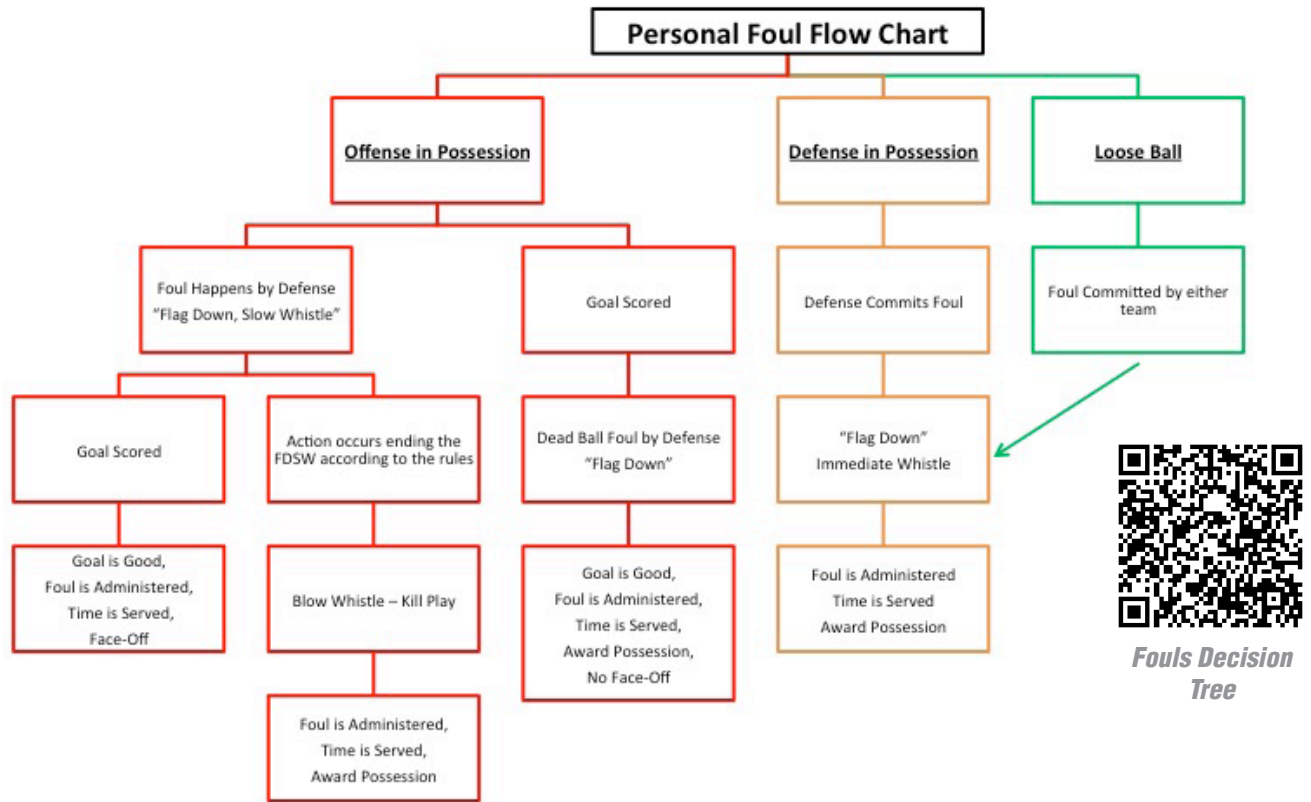 Personal Foul Flow Chart
Offense in Possession
Defense in Possession
Loose Ball
Foul Happens by Defense
“Flag Down, Slow Whistle”
Goal Scored
Defense Commits Foul
Foul Committed by either
team
Goal Scored
Action occurs ending the
FDSW according to the rules
Dead Ball Foul by Defense
“Flag Down”
“Flag Down”
Immediate Whistle
Goal is Good,
Foul is Administered,
Time is Served,
Face-Off
Blow Whistle – Kill Play
Goal is Good,
Foul is Administered,
Time is Served,
Award Possession,
No Face-Off
Foul is Administered
Time is Served
Award Possession
Fouls Decision
Tree
Foul is Administered,
Time is Served,
Award Possession